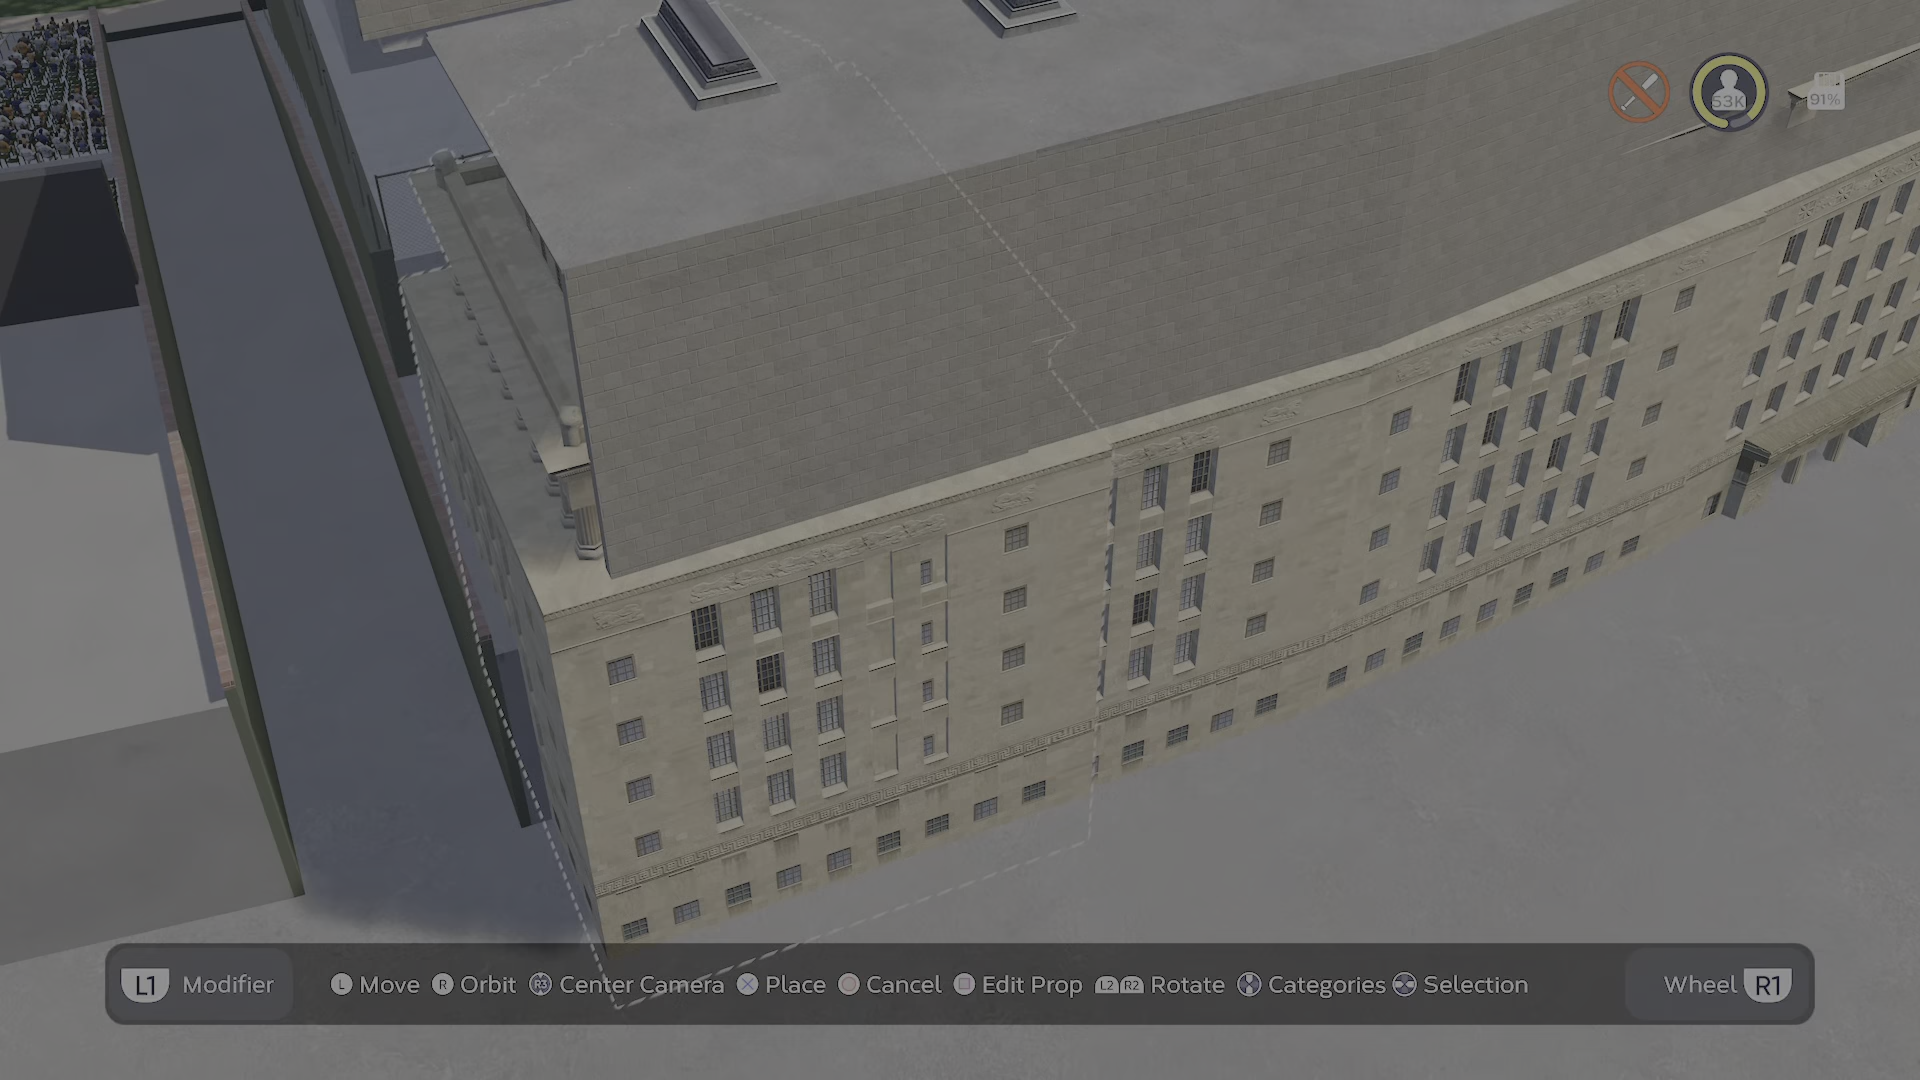 53K
91%
L1 Modifier
L Move R Orbit R3 Center Camera Place Cancel Edit Prop L2 R2 Rotate Categories Selection
Wheel R1